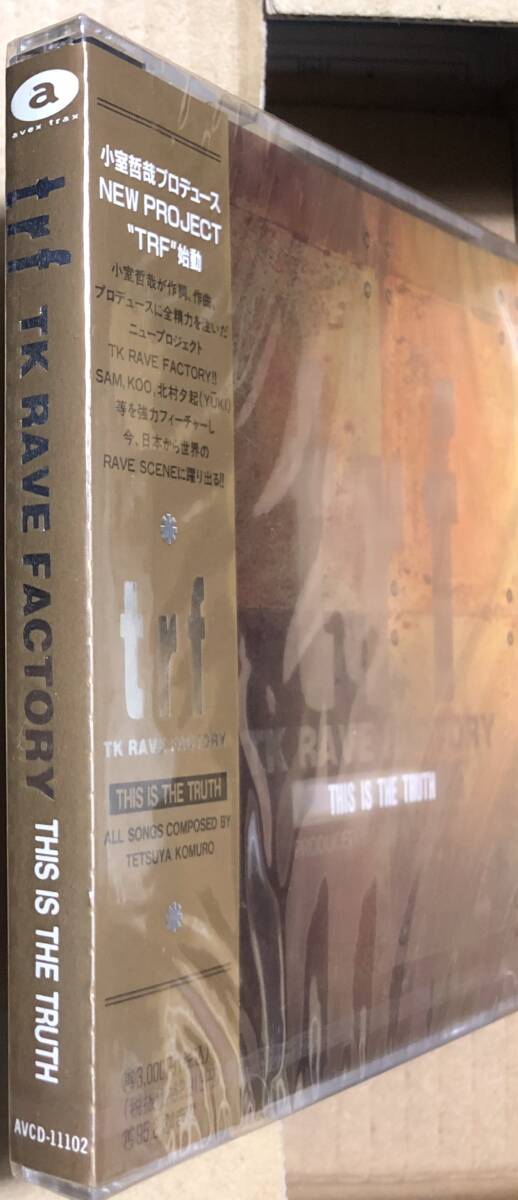 a
avex trax
trf TK RAVE FACTORY THIS IS THE TRUTH
AVCD-11102
小室哲哉プロデュース
NEW PROJECT
"TRF"始動
小室哲哉が作詞、作曲、
プロデュースに全精力を注いだ
ニュープロジェクト
TK RAVE FACTORY!!
SAM, KOO, 北村夕起(YŪKI)
等を強力フィーチャーし
今、日本から世界の
RAVE SCENEに躍り出る!!
trf
TK RAVE FACTORY
THIS IS THE TRUTH
ALL SONGS COMPOSED BY
TETSUYA KOMURO
trf
TK RAVE FACTORY
THIS IS THE TRUTH